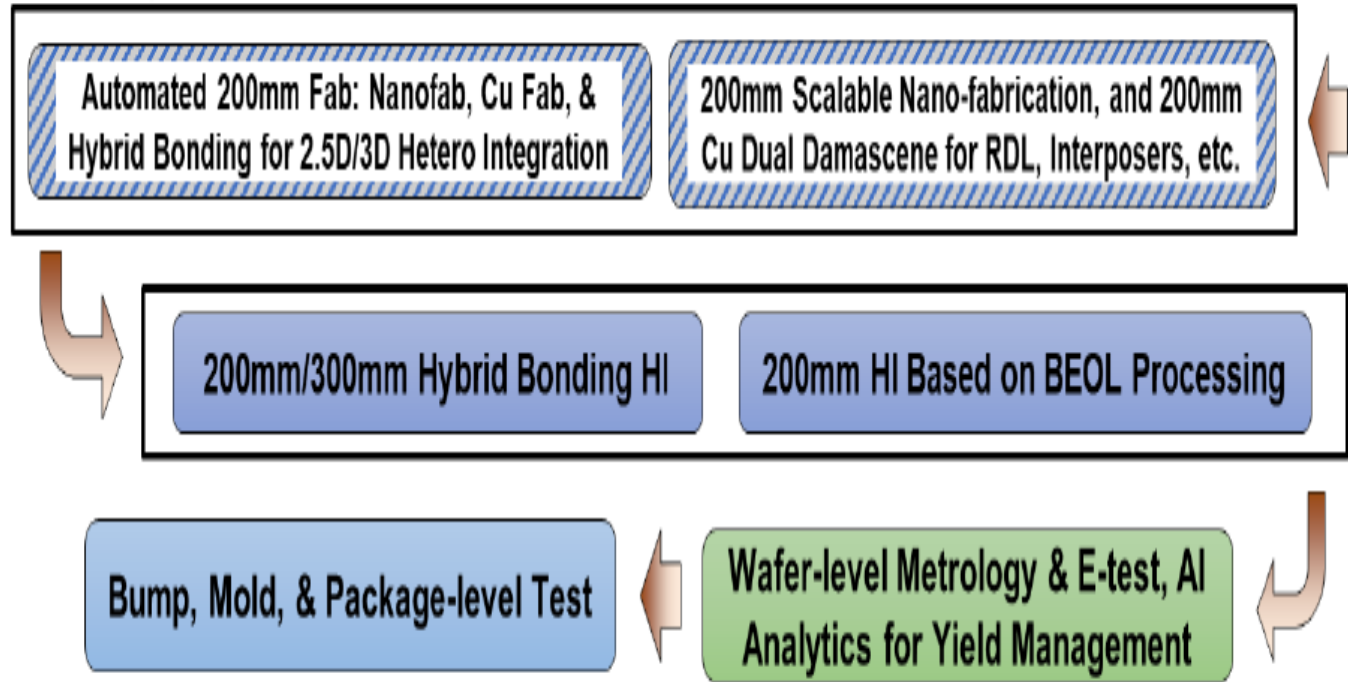 Automated 200mm Fab: Nanofab, Cu Fab, &
Hybrid Bonding for 2.5D/3D Hetero Integration
200mm Scalable Nano-fabrication, and 200mm
Cu Dual Damascene for RDL, Interposers, etc.
200mm/300mm Hybrid Bonding HI
200mm HI Based on BEOL Processing
Bump, Mold, & Package-level Test
Wafer-level Metrology & E-test, AI
Analytics for Yield Management